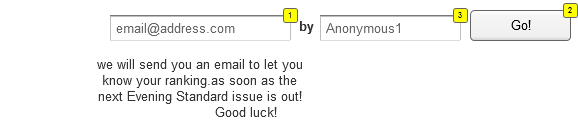 email@address.com 1 by Anonymous1 3 Go! 2
we will send you an email to let you
know your ranking.as soon as the
next Evening Standard issue is out!
Good luck!